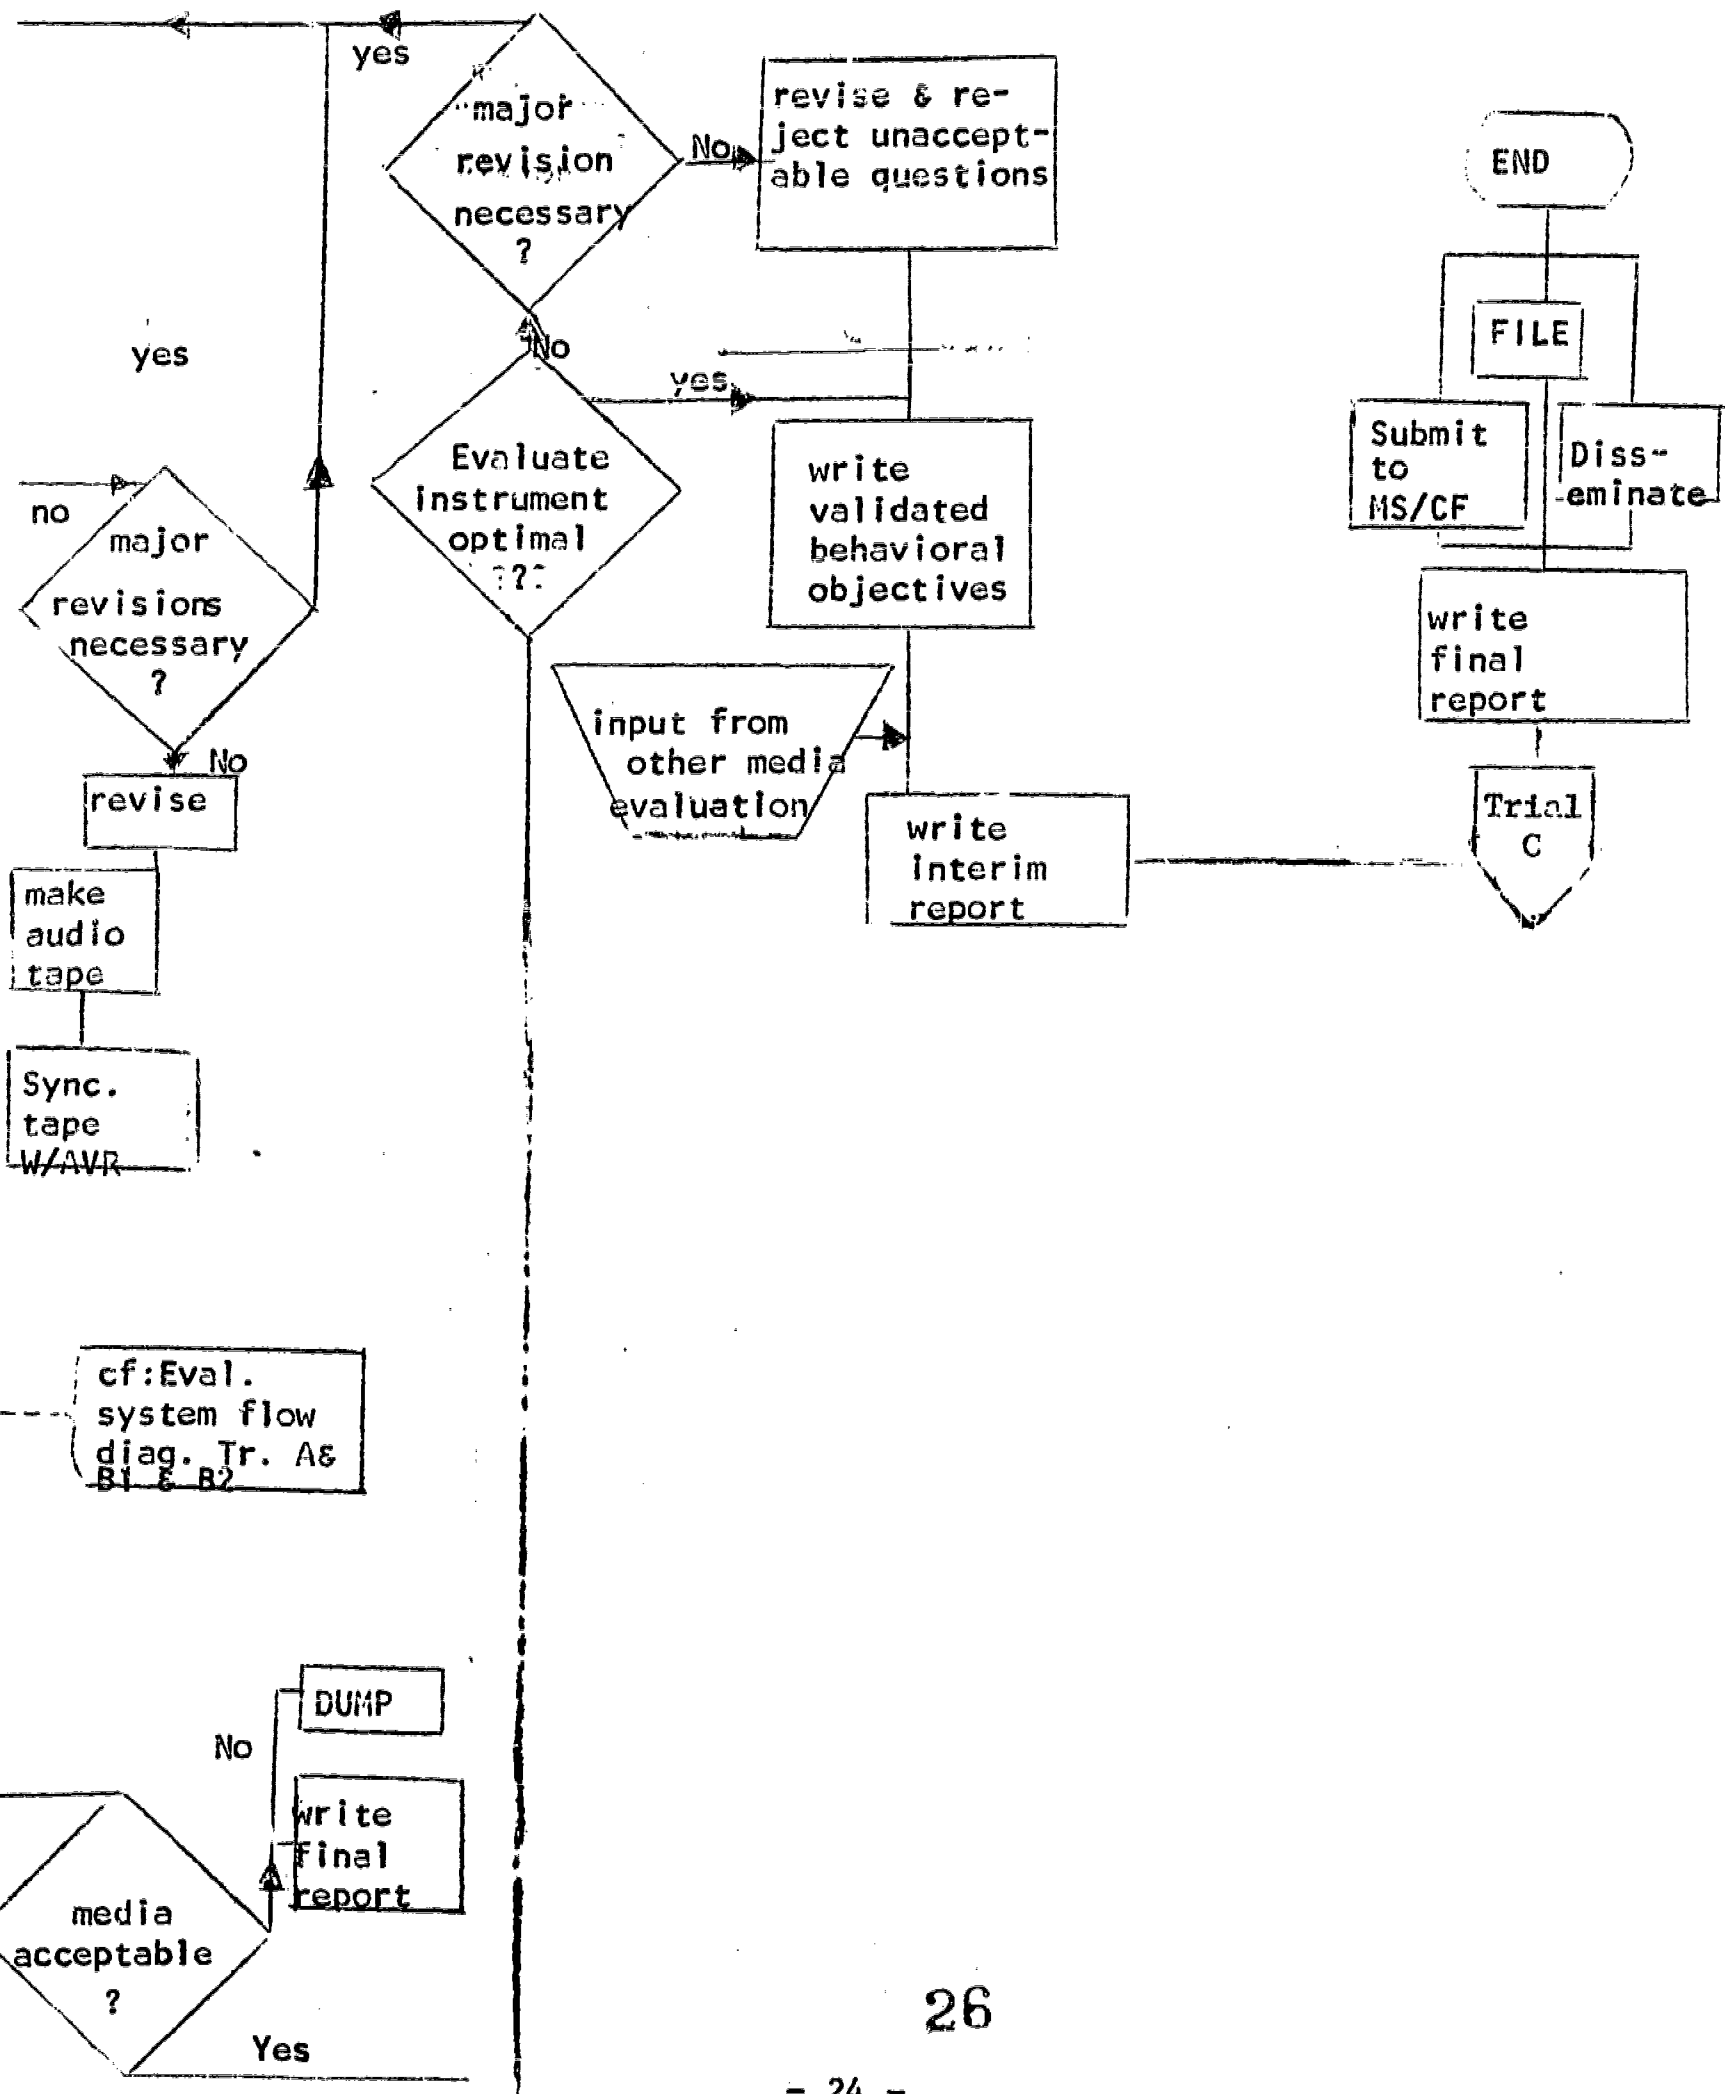 yes
major
revision
necessary
?
No
revise & re-
ject unaccept-
able questions
END
FILE
Submit
to
MS/CF
Diss-
eminate
write
final
report
Trial
C
yes
no
major
revisions
necessary
?
No
revise
make
audio
tape
Sync.
tape
W/AVR
No
yes
Evaluate
instrument
optimal
???
write
validated
behavioral
objectives
input from
other media
evaluation
write
interim
report
cf:Eval.
system flow
diag. Tr. A&
B1 & B2
DUMP
No
write
final
report
media
acceptable
?
Yes
26
- 24 -